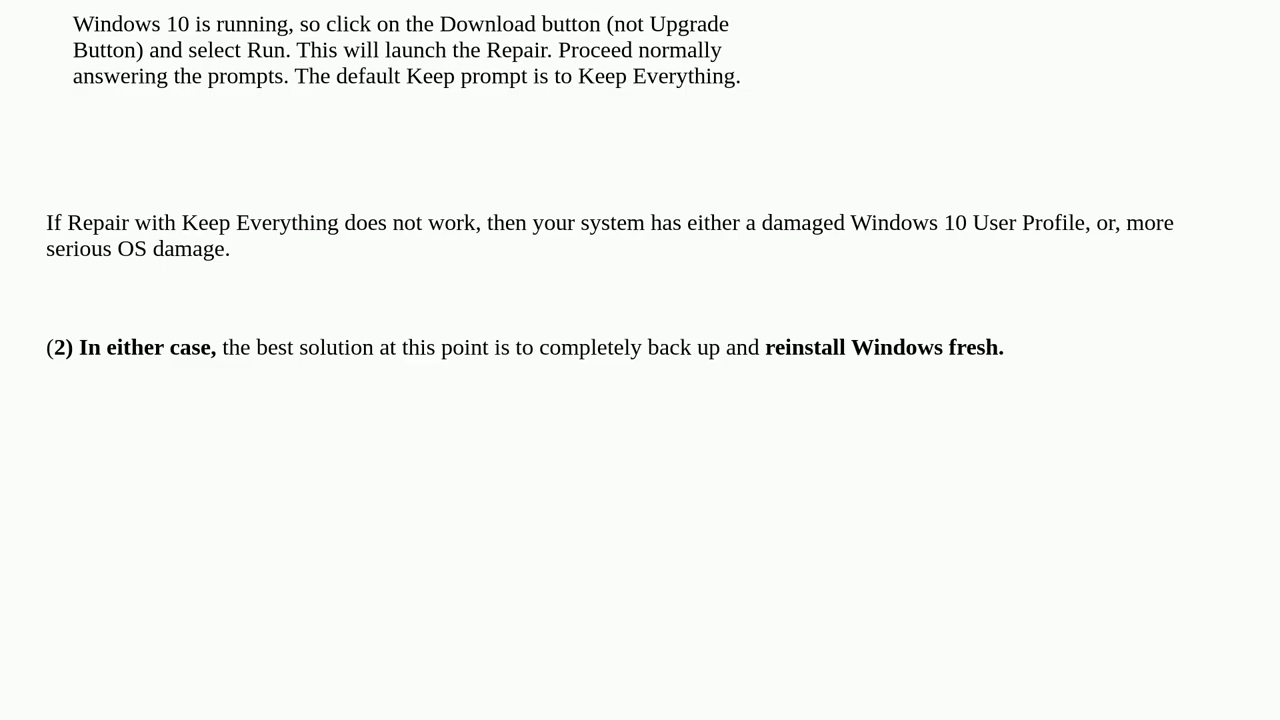 Windows 10 is running, so click on the Download button (not Upgrade
Button) and select Run. This will launch the Repair. Proceed normally
answering the prompts. The default Keep prompt is to Keep Everything.
If Repair with Keep Everything does not work, then your system has either a damaged Windows 10 User Profile, or, more
serious OS damage.
(2) In either case, the best solution at this point is to completely back up and reinstall Windows fresh.